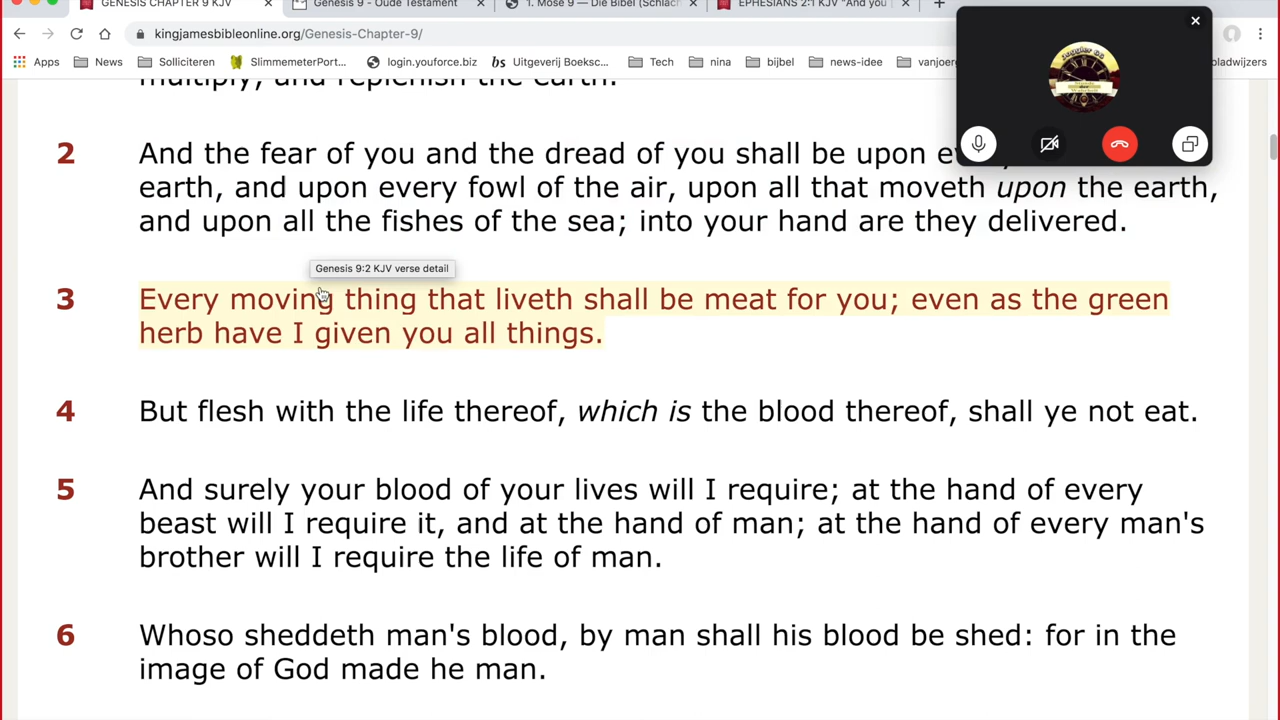 GENESIS CHAPTER 9 KJV
Genesis 9 - Oude Testament
1. Mose 9 — Die Bibel (Schlach
EPHESIANS 2:1 KJV "And you
kingjamesbibleonline.org/Genesis-Chapter-9/
Apps News Solliciteren SlimmemeterPort... login.youforce.biz bs Uitgeverij Boeksc... Tech nina bijbel news-idee vanjoer oladwijzers
multiply, and replenish the earth.
2 And the fear of you and the dread of you shall be upon
earth, and upon every fowl of the air, upon all that moveth upon the earth,
and upon all the fishes of the sea; into your hand are they delivered.
Genesis 9:2 KJV verse detail
3 Every moving thing that liveth shall be meat for you; even as the green
herb have I given you all things.
4 But flesh with the life thereof, which is the blood thereof, shall ye not eat.
5 And surely your blood of your lives will I require; at the hand of every
beast will I require it, and at the hand of man; at the hand of every man's
brother will I require the life of man.
6 Whoso sheddeth man's blood, by man shall his blood be shed: for in the
image of God made he man.